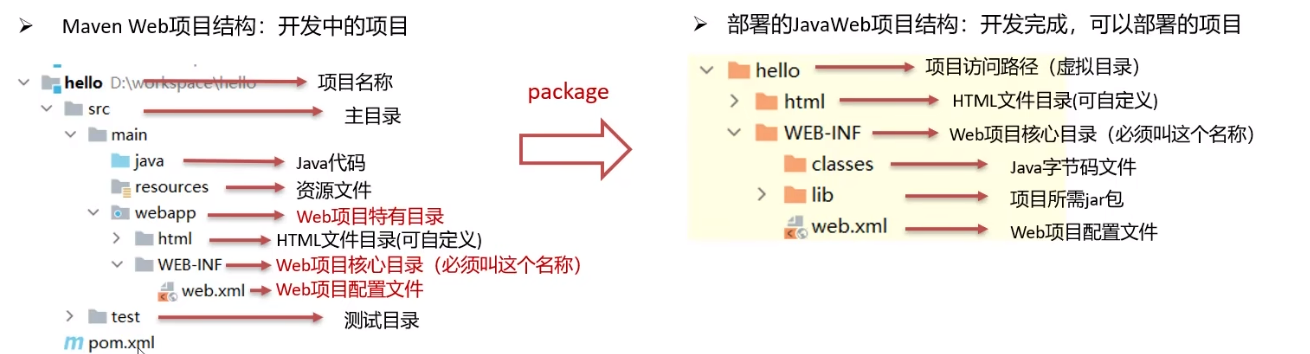 Maven Web项目结构：开发中的项目
hello D:\workspace\hello 项目名称
src 主目录
main
java Java代码
resources 资源文件
webapp Web项目特有目录
html HTML文件目录(可自定义)
WEB-INF Web项目核心目录（必须叫这个名称）
web.xml Web项目配置文件
test 测试目录
pom.xml
package
部署的JavaWeb项目结构：开发完成，可以部署的项目
hello 项目访问路径（虚拟目录）
html HTML文件目录(可自定义)
WEB-INF Web项目核心目录（必须叫这个名称）
classes Java字节码文件
lib 项目所需jar包
web.xml Web项目配置文件